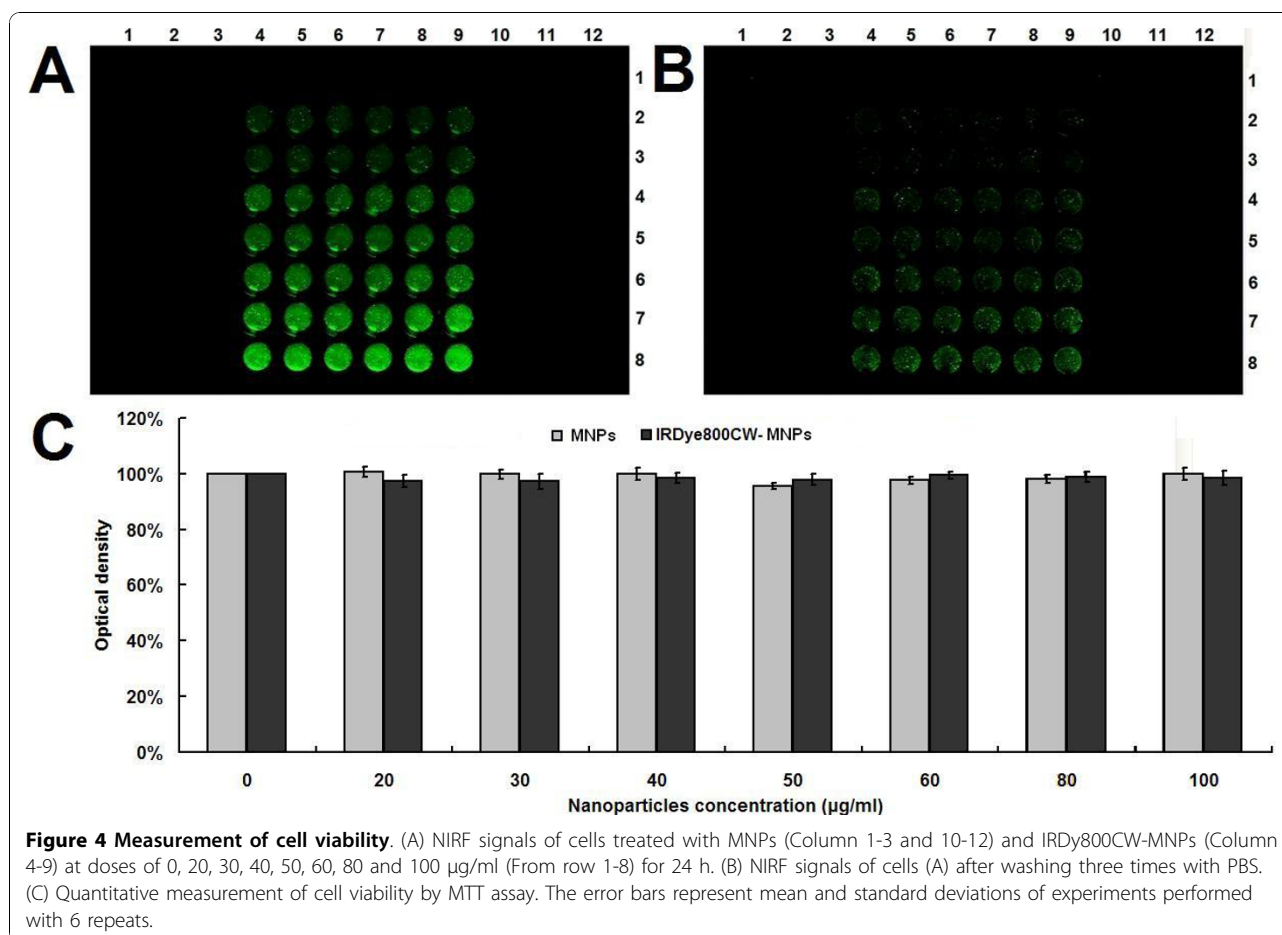 1 2 3 4 5 6 7 8 9 10 11 12
A
1
2
3
4
5
6
7
8
1 2 3 4 5 6 7 8 9 10 11 12
B
1
2
3
4
5
6
7
8
C
MNPs IRDye800CW-MNPs
Optical density
120%
100%
80%
60%
40%
20%
0%
0 20 30 40 50 60 80 100
Nanoparticles concentration (µg/ml)
Figure 4 Measurement of cell viability. (A) NIRF signals of cells treated with MNPs (Column 1-3 and 10-12) and IRDy800CW-MNPs (Column
4-9) at doses of 0, 20, 30, 40, 50, 60, 80 and 100 µg/ml (From row 1-8) for 24 h. (B) NIRF signals of cells (A) after washing three times with PBS.
(C) Quantitative measurement of cell viability by MTT assay. The error bars represent mean and standard deviations of experiments performed
with 6 repeats.